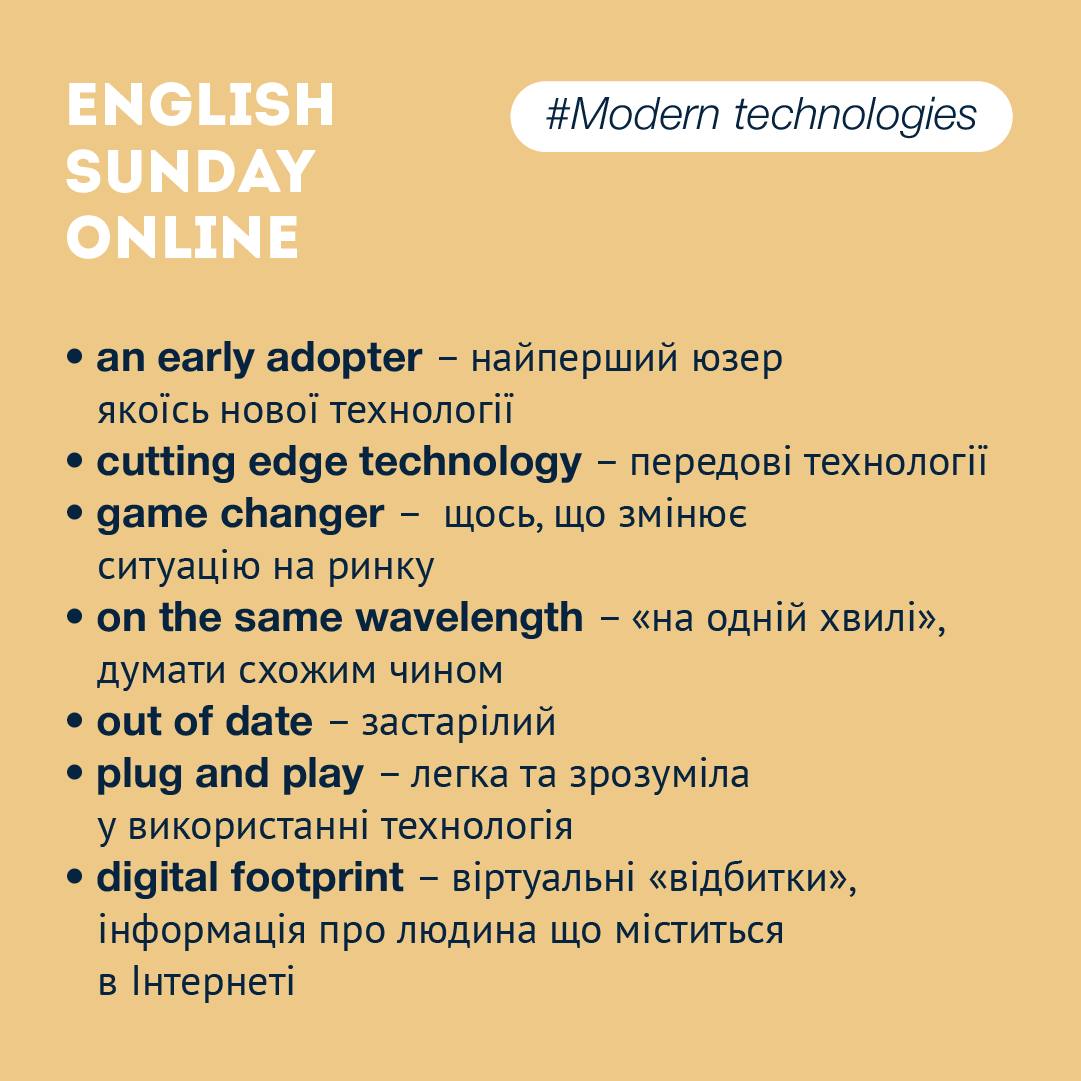 ENGLISH
SUNDAY
ONLINE
#Modern technologies
• an early adopter – найперший юзер
якоїсь нової технології
• cutting edge technology – передові технології
• game changer – щось, що змінює
ситуацію на ринку
• on the same wavelength – «на одній хвилі»,
думати схожим чином
• out of date – застарілий
• plug and play – легка та зрозуміла
у використанні технологія
• digital footprint – віртуальні «відбитки»,
інформація про людина що міститься
в Інтернеті